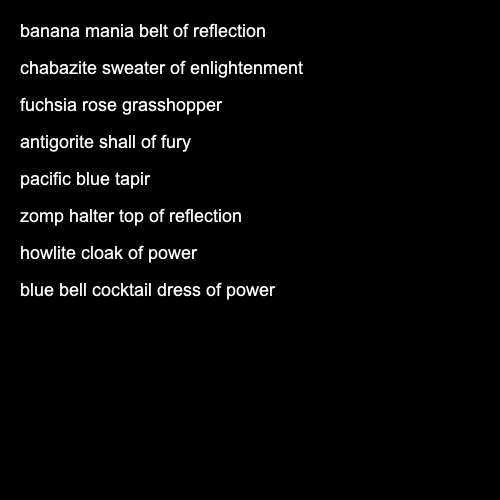 banana mania belt of reflection
chabazite sweater of enlightenment
fuchsia rose grasshopper
antigorite shall of fury
pacific blue tapir
zomp halter top of reflection
howlite cloak of power
blue bell cocktail dress of power